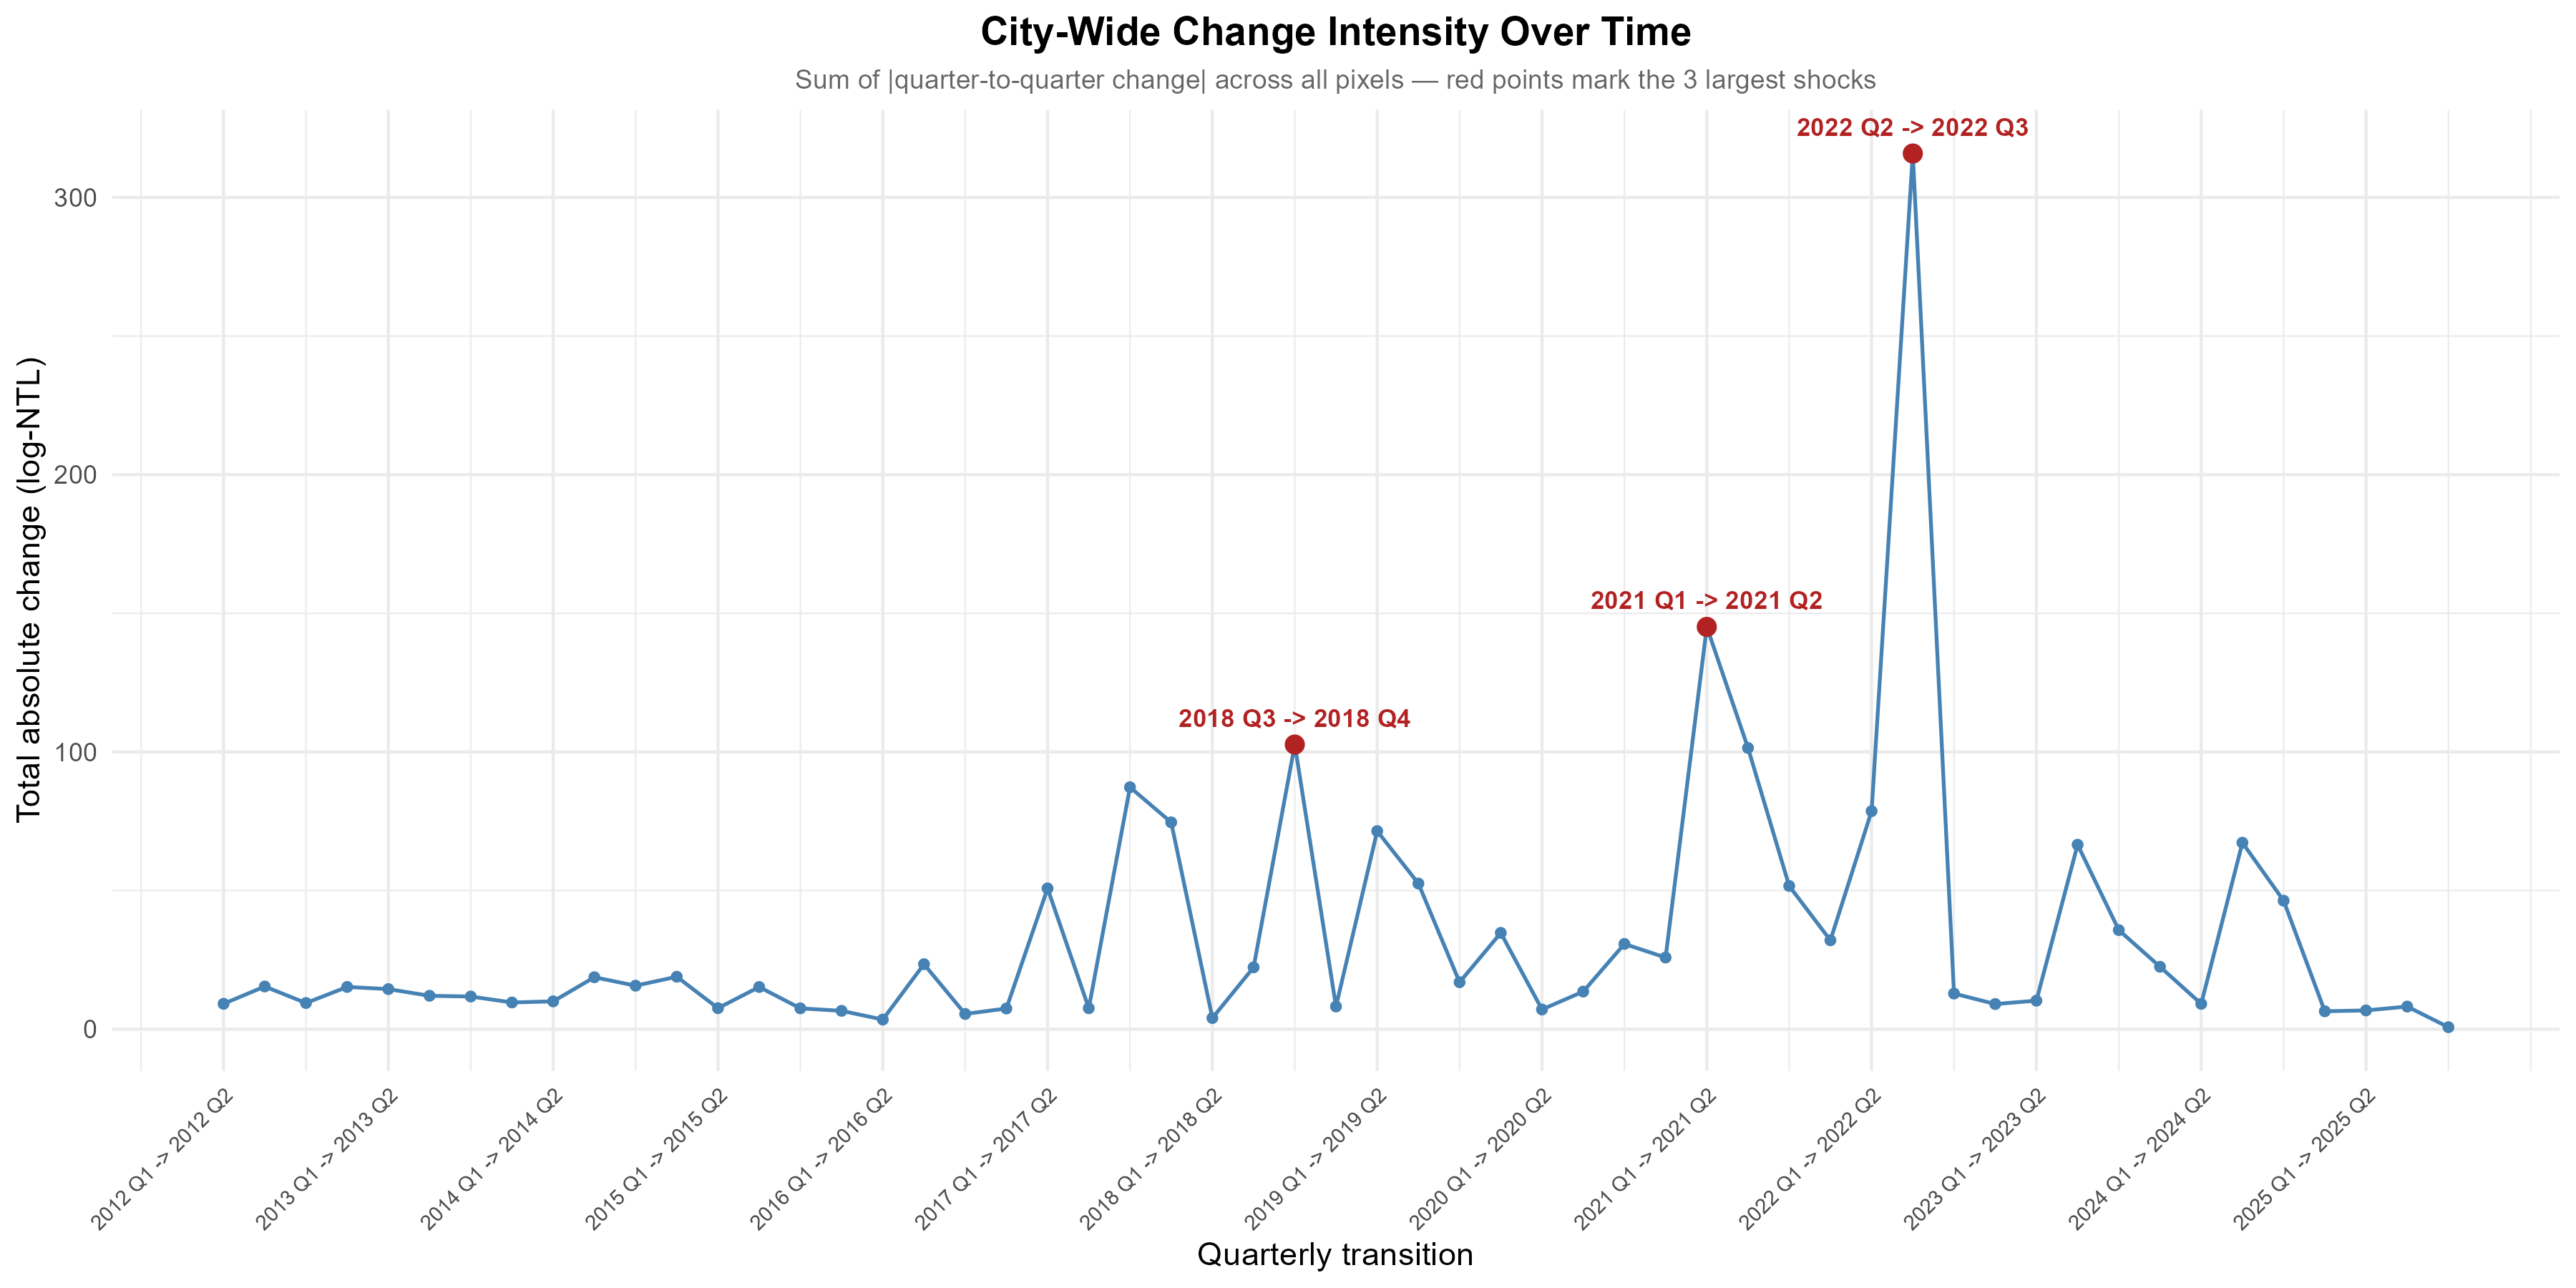 City-Wide Change Intensity Over Time
Sum of |quarter-to-quarter change| across all pixels — red points mark the 3 largest shocks
2022 Q2 -> 2022 Q3
2021 Q1 -> 2021 Q2
2018 Q3 -> 2018 Q4
Total absolute change (log-NTL)
300
200
100
0
2012 Q1 -> 2012 Q2
2013 Q1 -> 2013 Q2
2014 Q1 -> 2014 Q2
2015 Q1 -> 2015 Q2
2016 Q1 -> 2016 Q2
2017 Q1 -> 2017 Q2
2018 Q1 -> 2018 Q2
2019 Q1 -> 2019 Q2
2020 Q1 -> 2020 Q2
2021 Q1 -> 2021 Q2
2022 Q1 -> 2022 Q2
2023 Q1 -> 2023 Q2
2024 Q1 -> 2024 Q2
2025 Q1 -> 2025 Q2
Quarterly transition